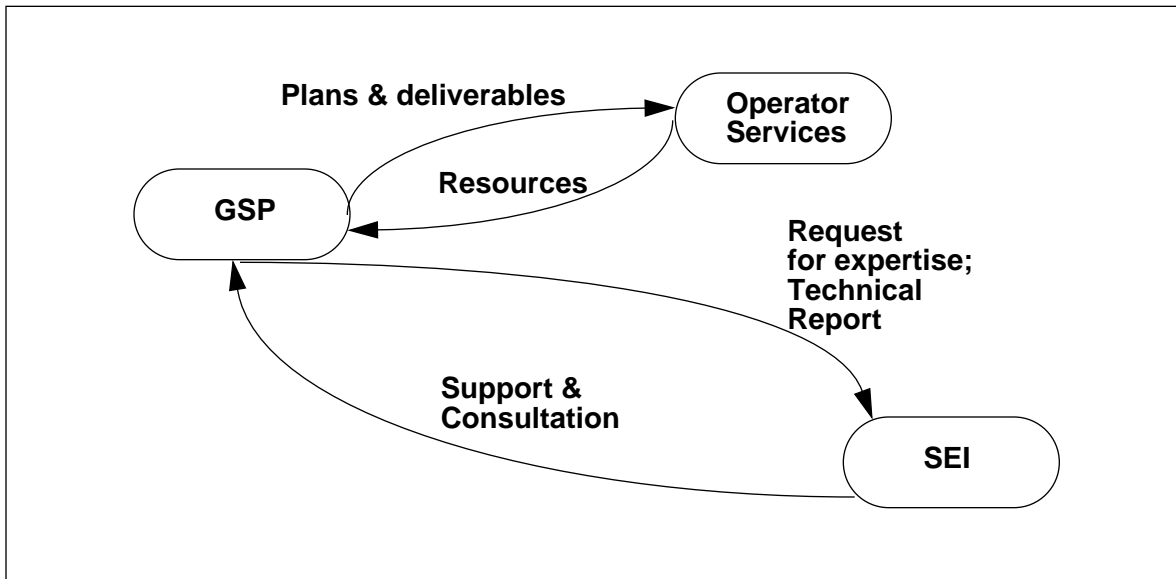 Plans & deliverables
Operator
Services
Resources
GSP
Request
for expertise;
Technical
Report
Support &
Consultation
SEI